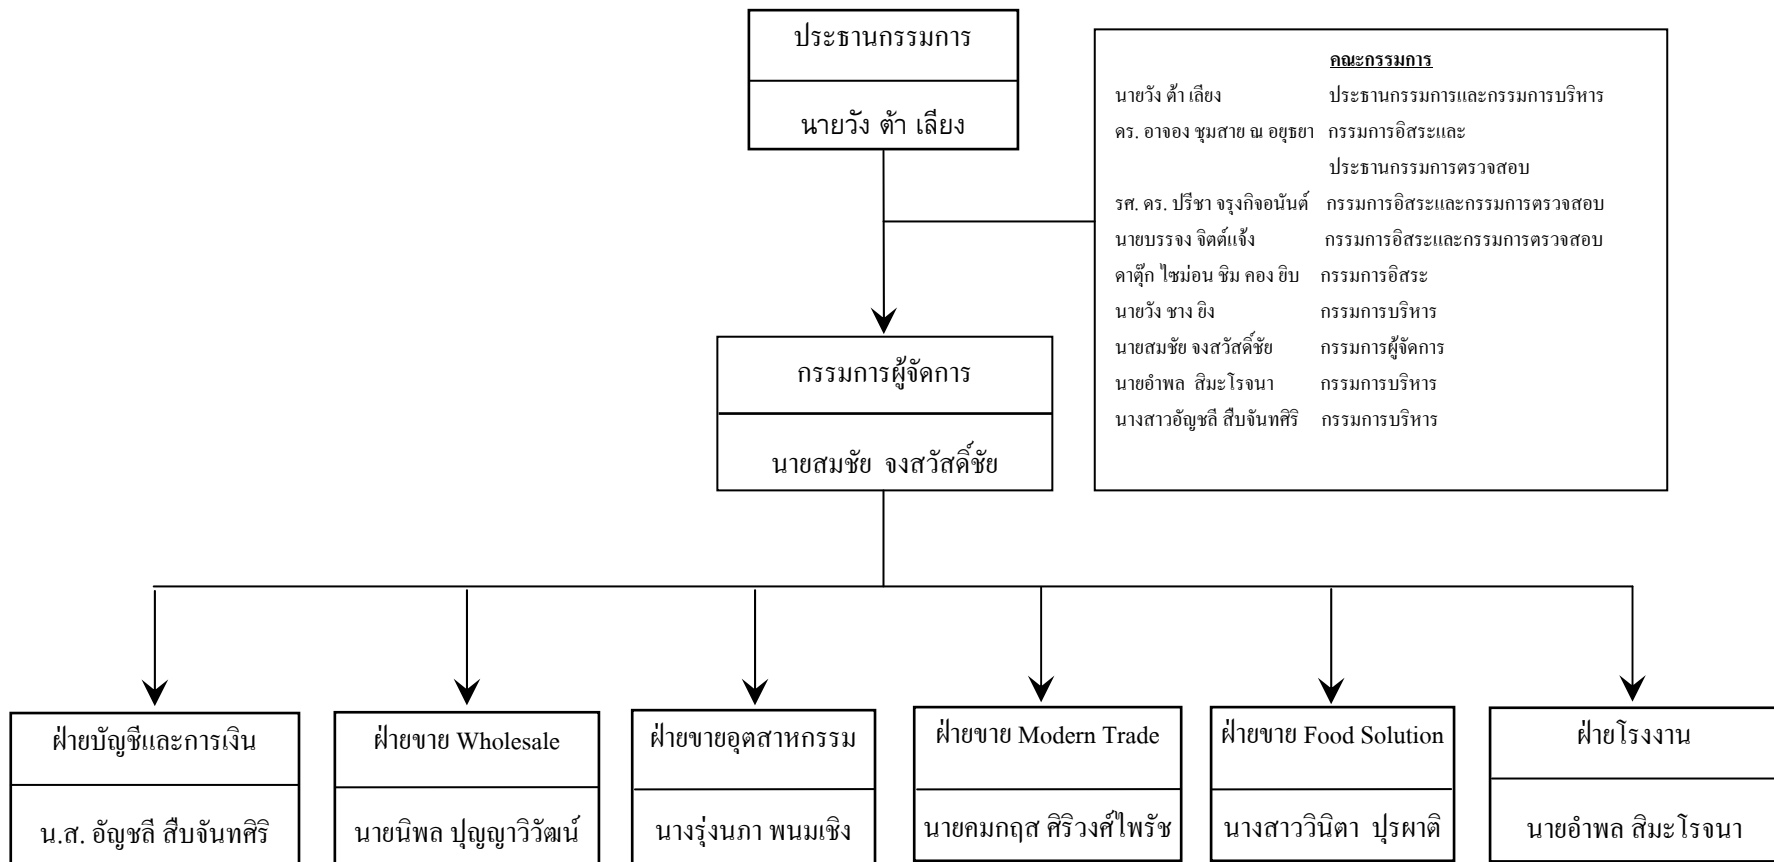 ประธานกรรมการ
นายวัง ต้า เลียง
คณะกรรมการ
นายวัง ต้า เลียง ประธานกรรมการและกรรมการบริหาร
ดร. อาจอง ชุมสาย ณ อยุธยา กรรมการอิสระและ
ประธานกรรมการตรวจสอบ
รศ. ดร. ปรีชา จรุงกิจอนันต์ กรรมการอิสระและกรรมการตรวจสอบ
นายบรรจง จิตต์แจ้ง กรรมการอิสระและกรรมการตรวจสอบ
ดาตุ๊ก ไซม่อน ชิม คอง ยิบ กรรมการอิสระ
นายวัง ชาง ยิง กรรมการบริหาร
นายสมชัย จงสวัสดิ์ชัย กรรมการผู้จัดการ
นายอำพล สิมะโรจนา กรรมการบริหาร
นางสาวอัญชลี สืบจันทศิริ กรรมการบริหาร
กรรมการผู้จัดการ
นายสมชัย จงสวัสดิ์ชัย
ฝ่ายบัญชีและการเงิน
น.ส. อัญชลี สืบจันทศิริ
ฝ่ายขาย Wholesale
นายนิพล ปุญญาวิวัฒน์
ฝ่ายขายอุตสาหกรรม
นางรุ่งนภา พนมเชิง
ฝ่ายขาย Modern Trade
นายคมกฤส ศิริวงศ์ไพรัช
ฝ่ายขาย Food Solution
นางสาววินิตา ปุรผาติ
ฝ่ายโรงงาน
นายอำพล สิมะโรจนา